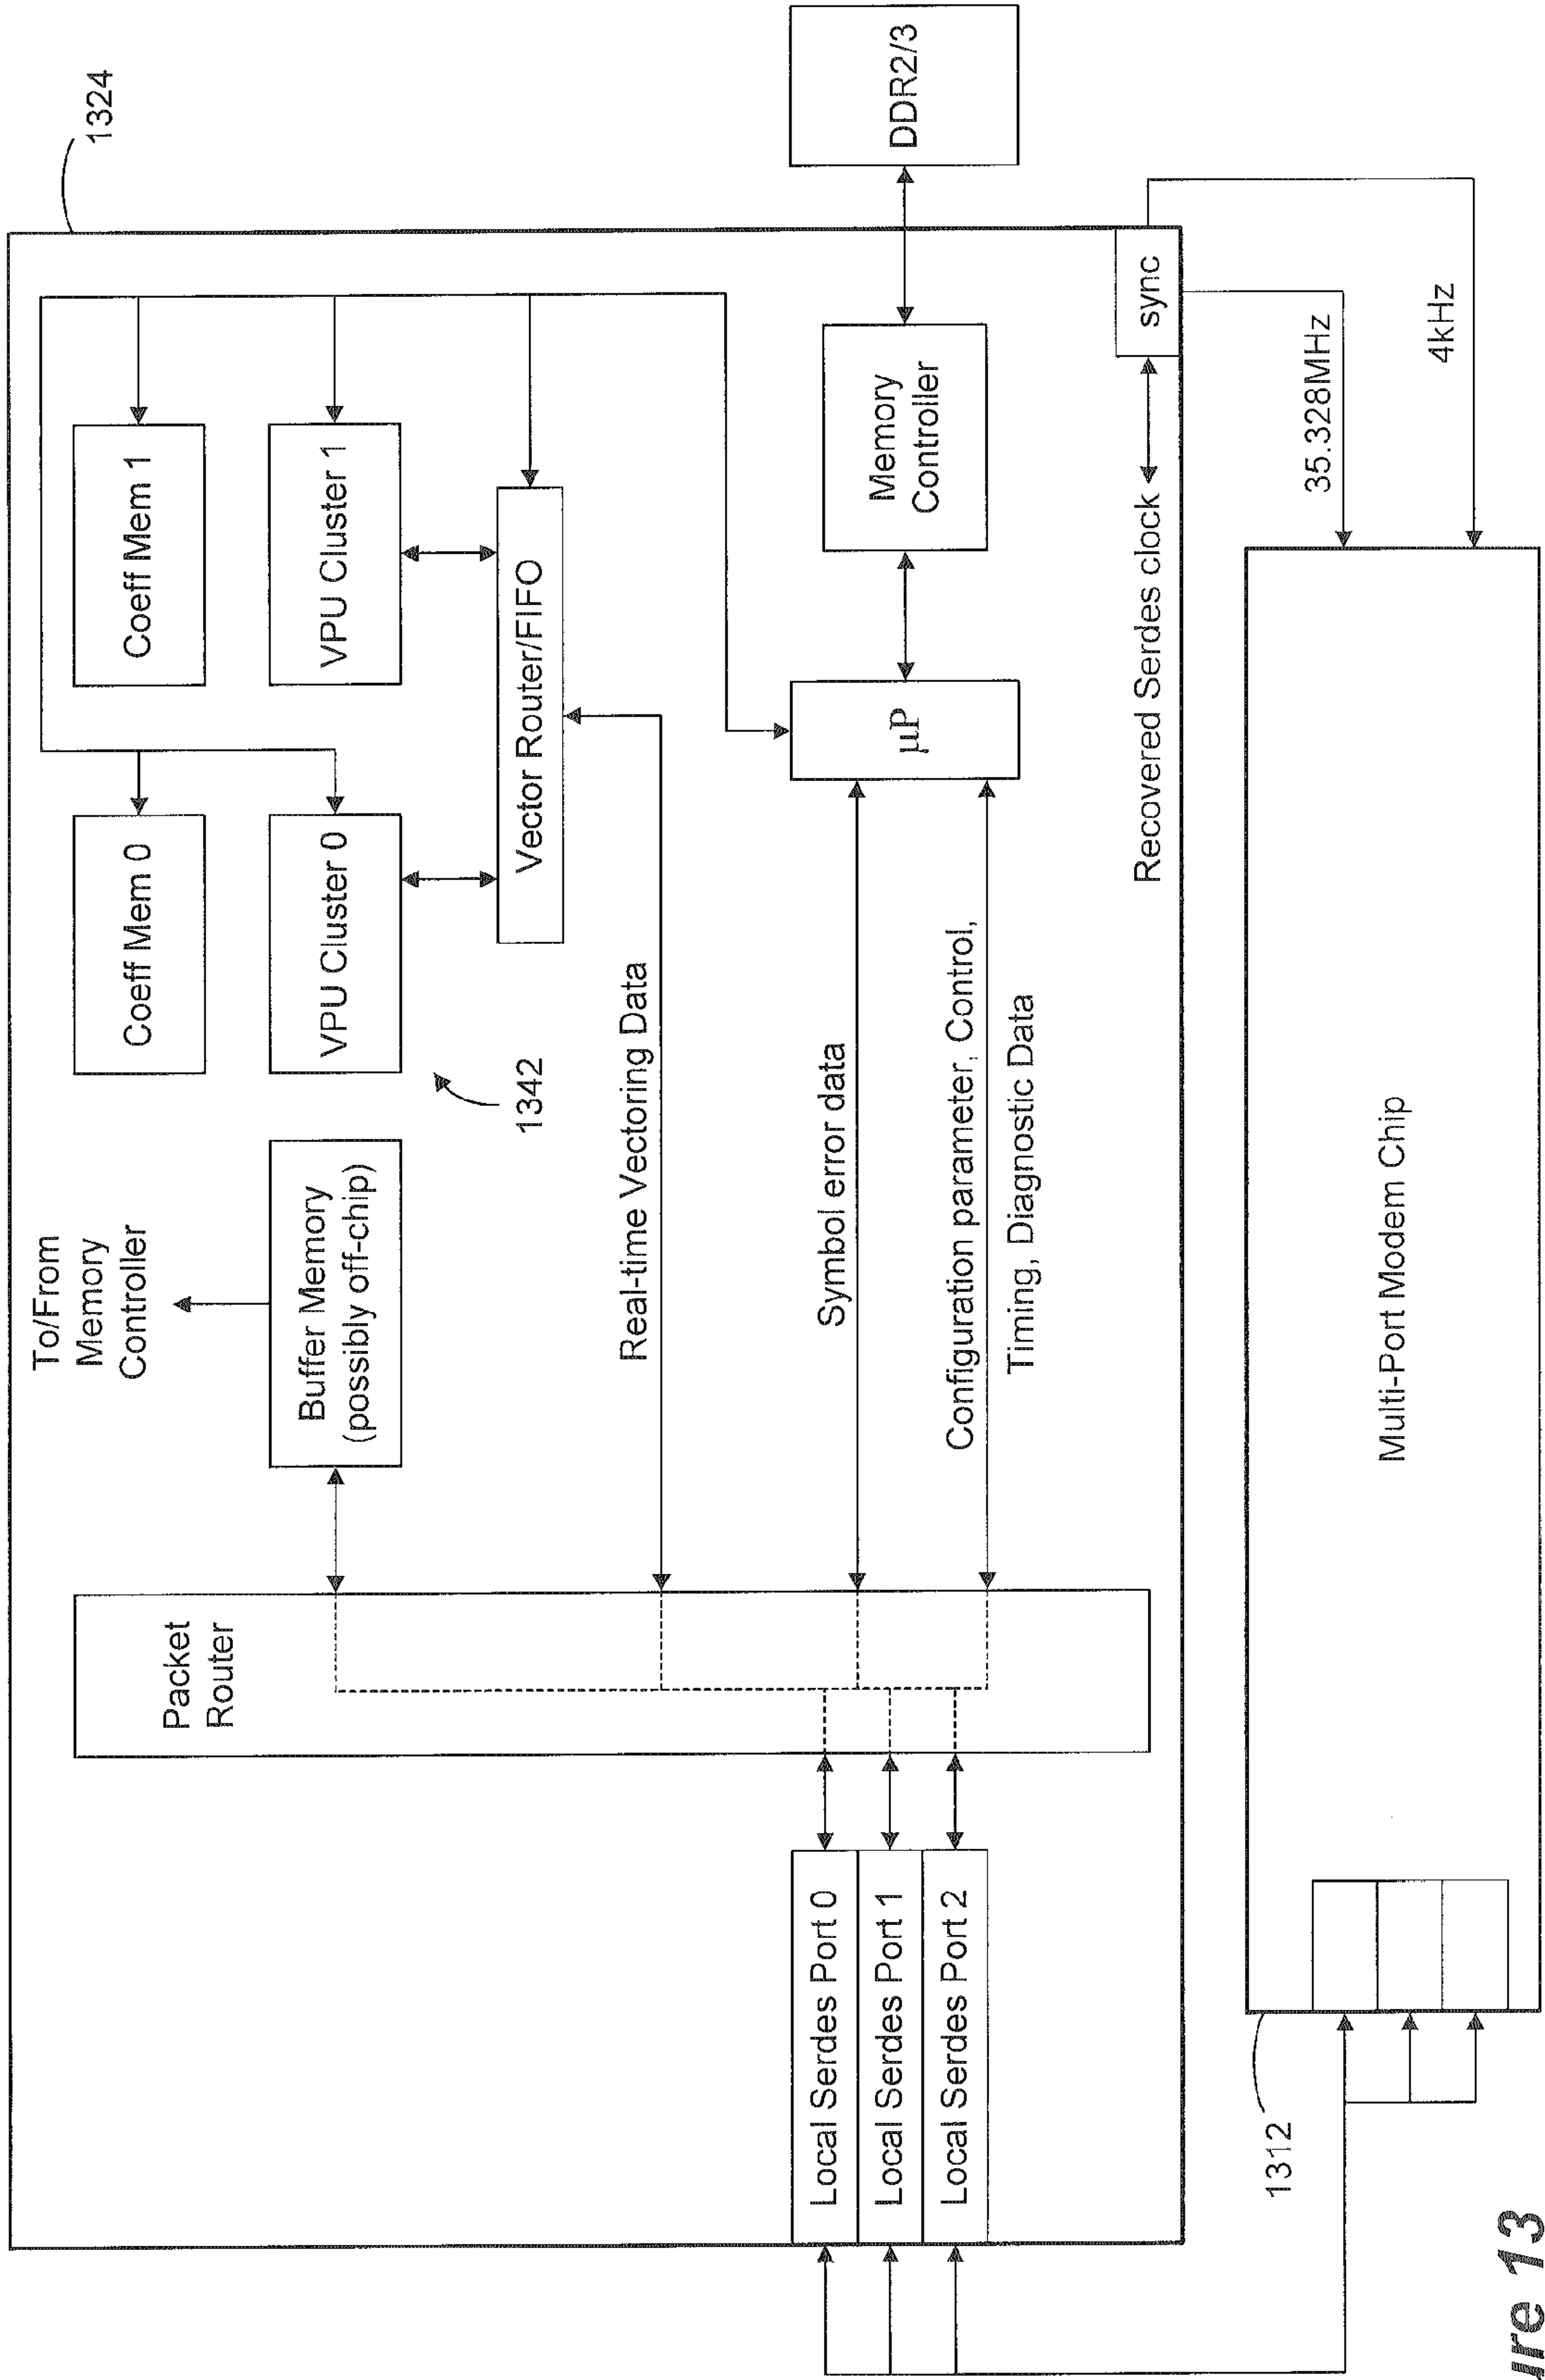 1324
To/From
Memory
Controller
Coeff Mem 0
Coeff Mem 1
Buffer Memory
(possibly off-chip)
VPU Cluster 0
VPU Cluster 1
1342
Packet
Router
Vector Router/FIFO
Real-time Vectoring Data
Local Serdes Port 0
Local Serdes Port 1
Local Serdes Port 2
Symbol error data
µP
Memory
Controller
DDR2/3
Configuration parameter, Control,
Timing, Diagnostic Data
Recovered Serdes clock
sync
35.328MHz
4kHz
1312
Multi-Port Modem Chip
ure 13